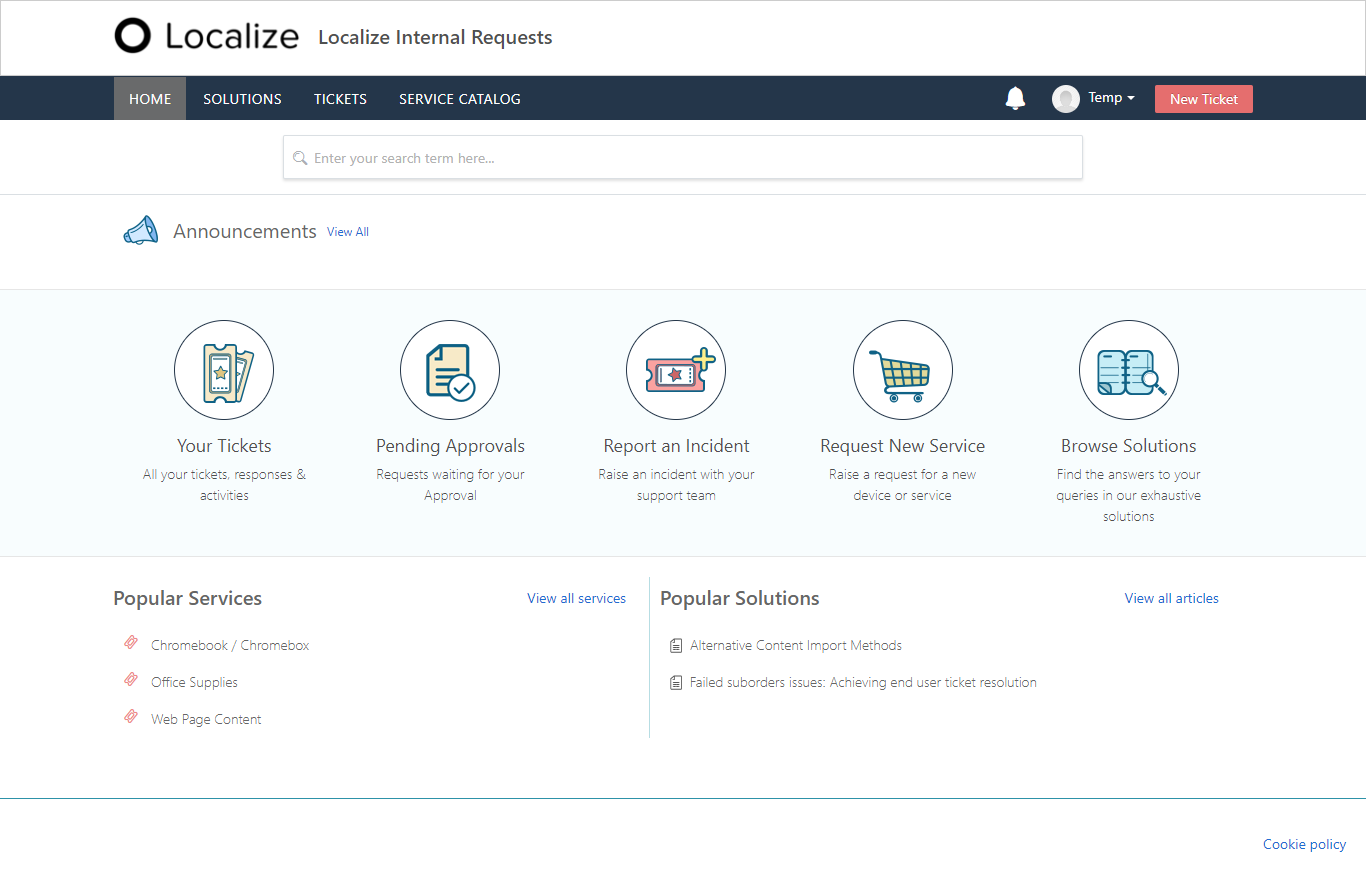 Localize Localize Internal Requests
HOME SOLUTIONS TICKETS SERVICE CATALOG Temp New Ticket
Enter your search term here...
Announcements View All
Your Tickets
All your tickets, responses &
activities
Pending Approvals
Requests waiting for your
Approval
Report an Incident
Raise an incident with your
support team
Request New Service
Raise a request for a new
device or service
Browse Solutions
Find the answers to your
queries in our exhaustive
solutions
Popular Services View all services
Chromebook / Chromebox
Office Supplies
Web Page Content
Popular Solutions View all articles
Alternative Content Import Methods
Failed suborders issues: Achieving end user ticket resolution
Cookie policy